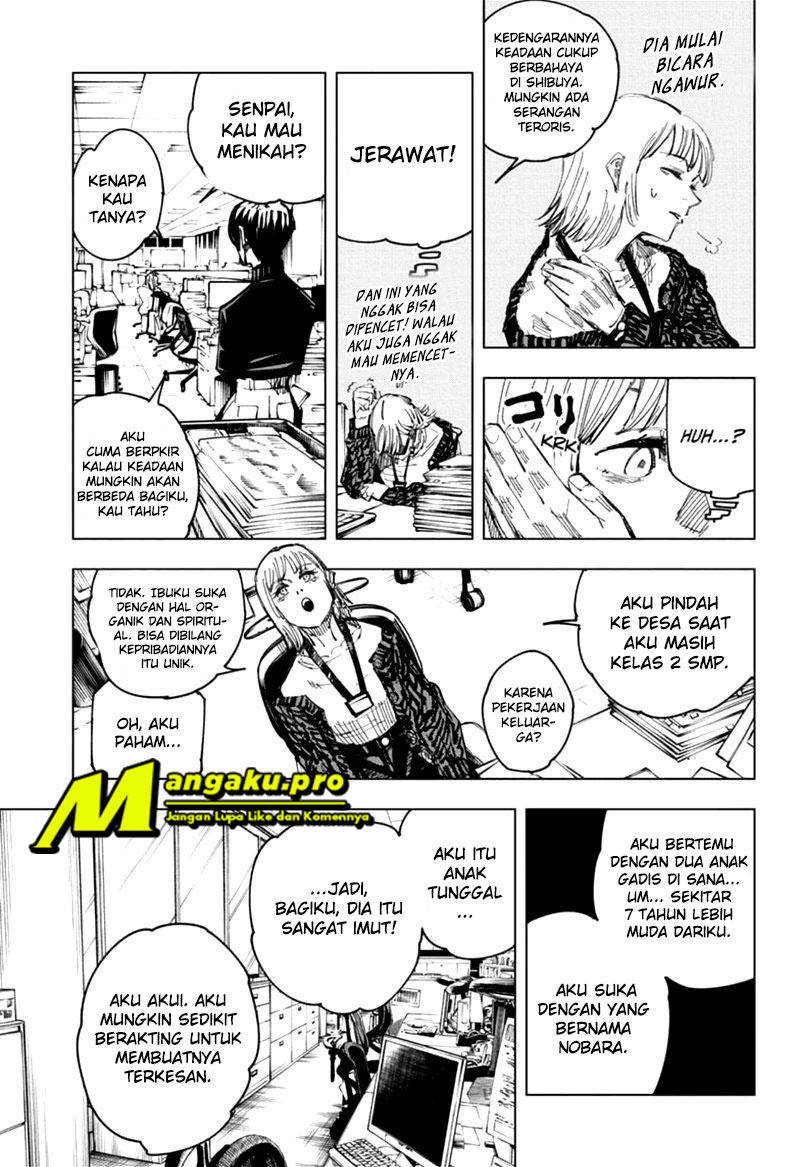 KEDENGARANNYA
KEADAAN CUKUP
BERBAHAYA
DI SHIBUYA.
MUNGKIN ADA
SERANGAN
TERORIS.
DIA MULAI
BICARA
NGAWUR.
コリ
KRK
HUH...?
JERAWAT!
DAN INI YANG
NGGAK BISA
DIPENCET! WALAU
AKU JUGA NGGAK
MAU MEMENCET-
NYA.
SENPAI,
KAU MAU
MENIKAH?
KENAPA
KAU
TANYA?
AKU
CUMA BERPKIR
KALAU KEADAAN
MUNGKIN AKAN
BERBEDA BAGIKU,
KAU TAHU?
AKU PINDAH
KE DESA SAAT
AKU MASIH
KELAS 2 SMP.
KARENA
PEKERJAAN
KELUAR-
GA?
TIDAK. IBUKU SUKA
DENGAN HAL OR-
GANIK DAN SPIRITU-
AL. BISA DIBILANG
KEPRIBADIANNYA
ITU UNIK.
OH, AKU
PAHAM...
Mangaku.pro
Jangan Lupa Like dan Komennya
AKU BERTEMU
DENGAN DUA ANAK
GADIS DI SANA...
UM... SEKITAR
7 TAHUN LEBIH
MUDA DARIKU.
AKU SUKA
DENGAN YANG
BERNAMA
NOBARA.
AKU ITU
ANAK
TUNGGAL
...
...JADI,
BAGIKU, DIA ITU
SANGAT IMUT!
AKU AKUI. AKU
MUNGKIN SEDIKIT
BERAKTING UNTUK
MEMBUATNYA
TERKESAN.